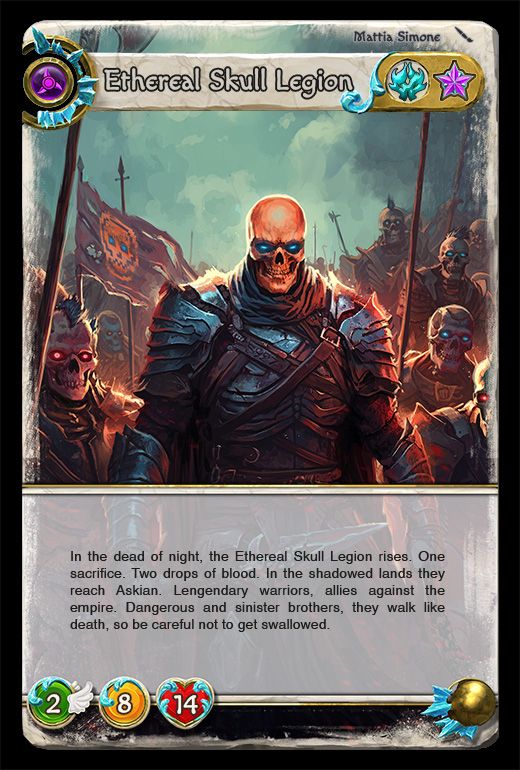 Mattia Simone
Ethereal Skull Legion
In the dead of night, the Ethereal Skull Legion rises. One
sacrifice. Two drops of blood. In the shadowed lands they
reach Askian. Lengendary warriors, allies against the
empire. Dangerous and sinister brothers, they walk like
death, so be careful not to get swallowed.
2
8
14